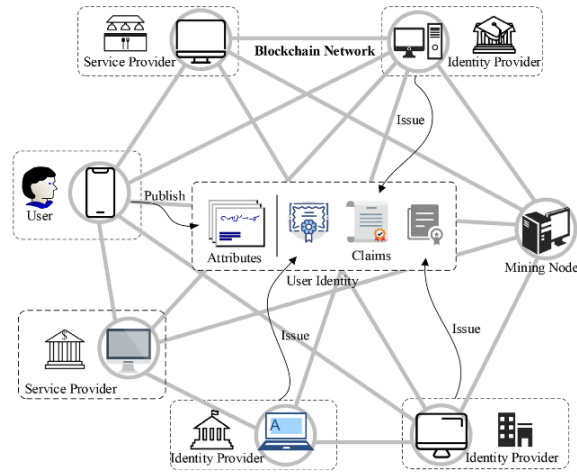 Blockchain Network
Service Provider
Identity Provider
Issue
User
Publish
Attributes
Claims
User Identity
Mining Node
Issue
Issue
$
Service Provider
A
Identity Provider
Identity Provider